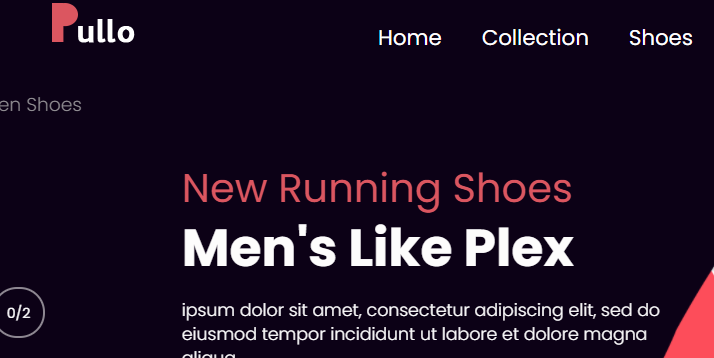 Pullo
Home Collection Shoes
en Shoes
New Running Shoes
Men's Like Plex
0/2
ipsum dolor sit amet, consectetur adipiscing elit, sed do
eiusmod tempor incididunt ut labore et dolore magna
aliqua